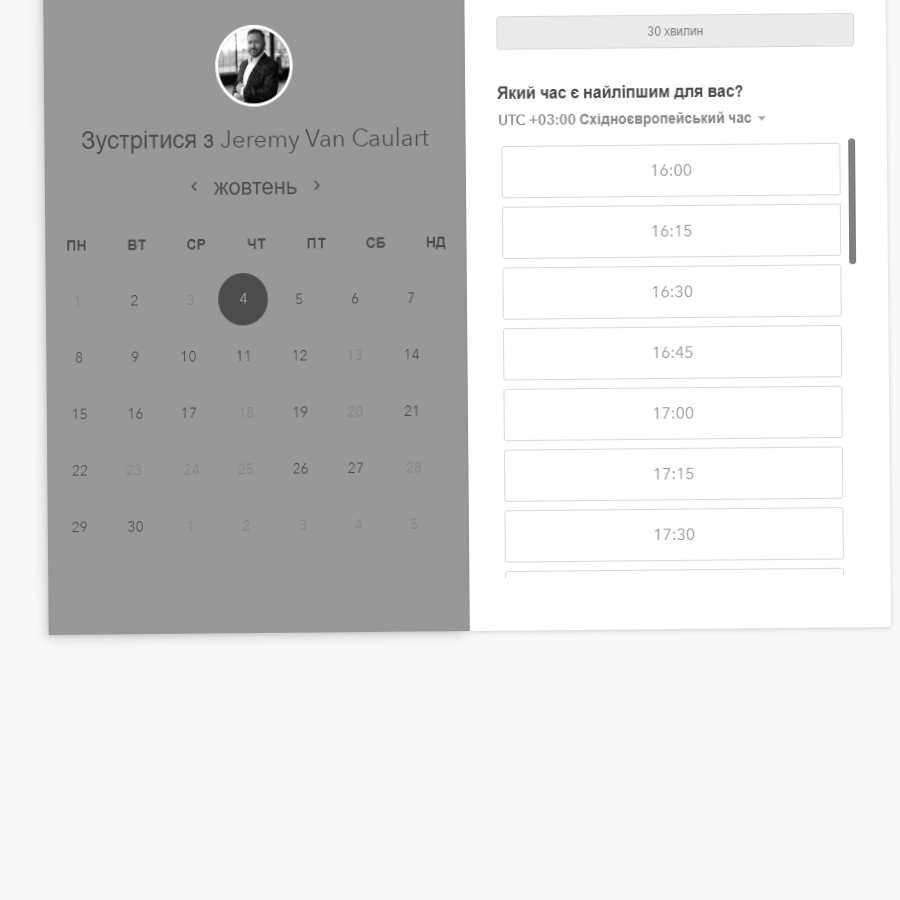 Зустрітися з Jeremy Van Caulart
жовтень
ПН ВТ СР ЧТ ПТ СБ НД
1 2 3 4 5 6 7
8 9 10 11 12 13 14
15 16 17 18 19 20 21
22 23 24 25 26 27 28
29 30 1 2 3 4 5
30 хвилин
Який час є найліпшим для вас?
UTC +03:00 Східноєвропейський час
16:00
16:15
16:30
16:45
17:00
17:15
17:30